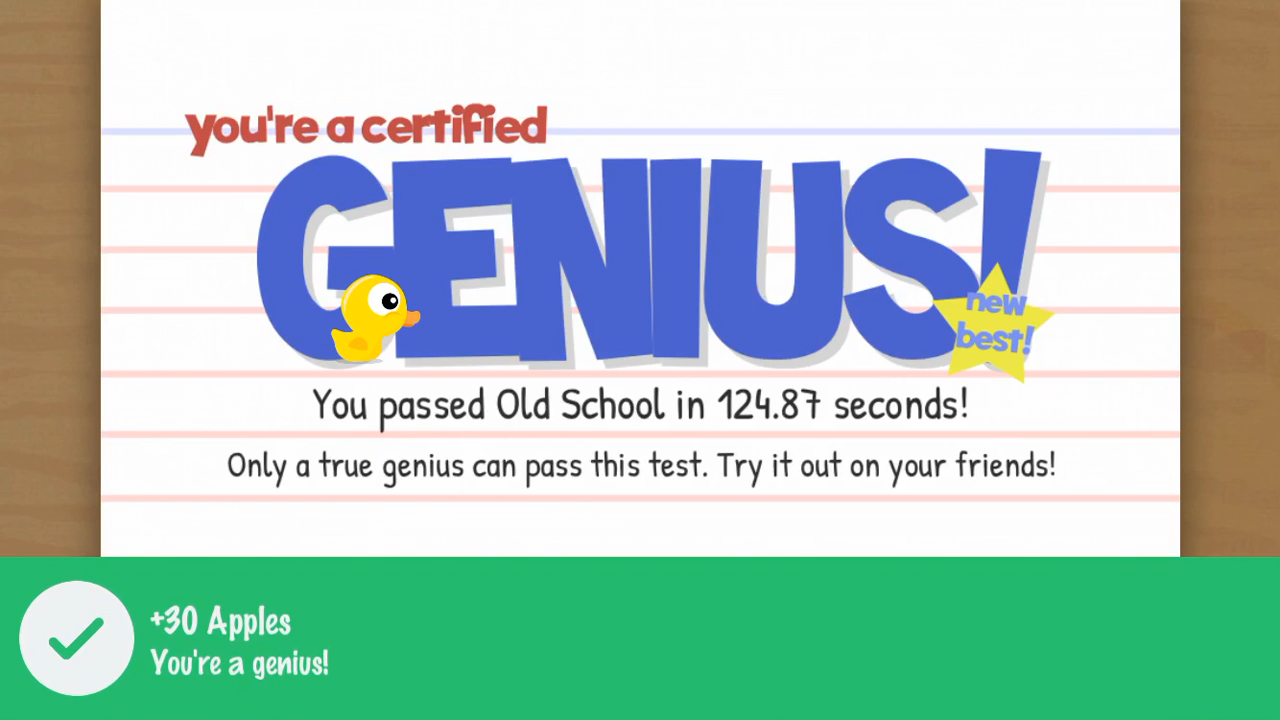 you're a certified
GENIUS!
new
best!
You passed Old School in 124.87 seconds!
Only a true genius can pass this test. Try it out on your friends!
+30 Apples
You're a genius!